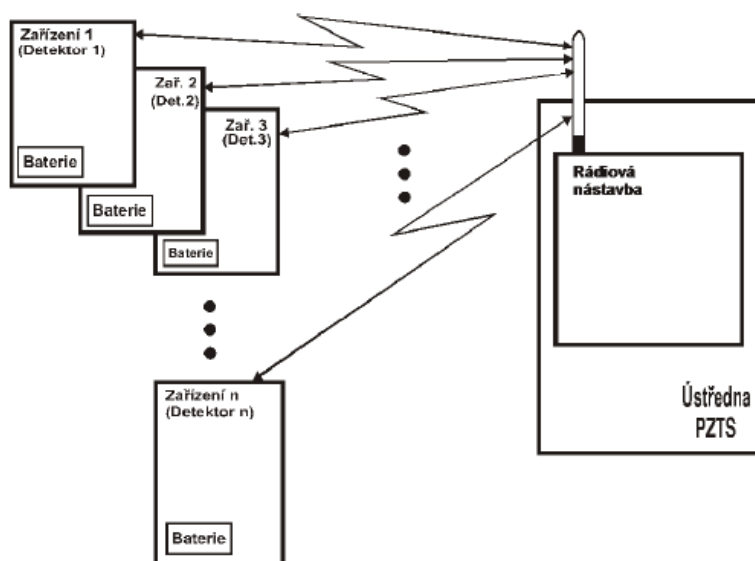 Zařízení 1
(Detektor 1)
Baterie
Zař. 2
(Det.2)
Baterie
Zař. 3
(Det.3)
Baterie
Zařízení n
(Detektor n)
Baterie
Rádiová
nástavba
Ústředna
PZTS